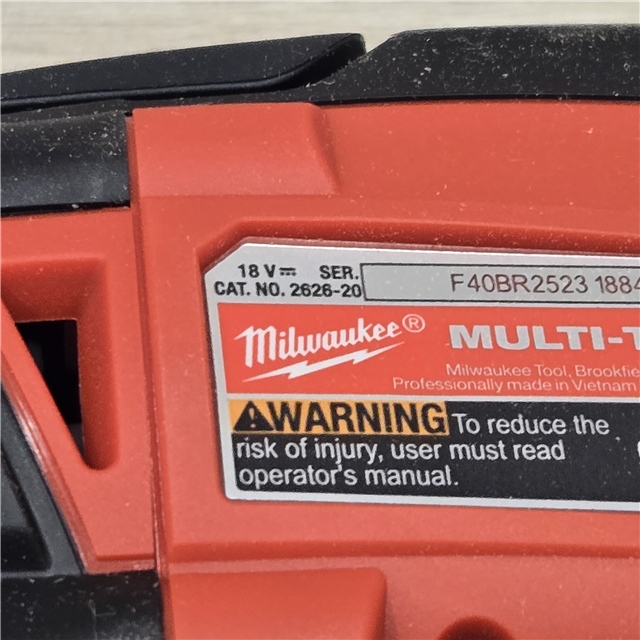 18 V⎓ SER.
CAT. NO. 2626-20
F40BR2523 1884
Milwaukee®
MULTI-T
Milwaukee Tool, Brookfie
Professionally made in Vietnam
WARNING To reduce the
risk of injury, user must read
operator's manual.